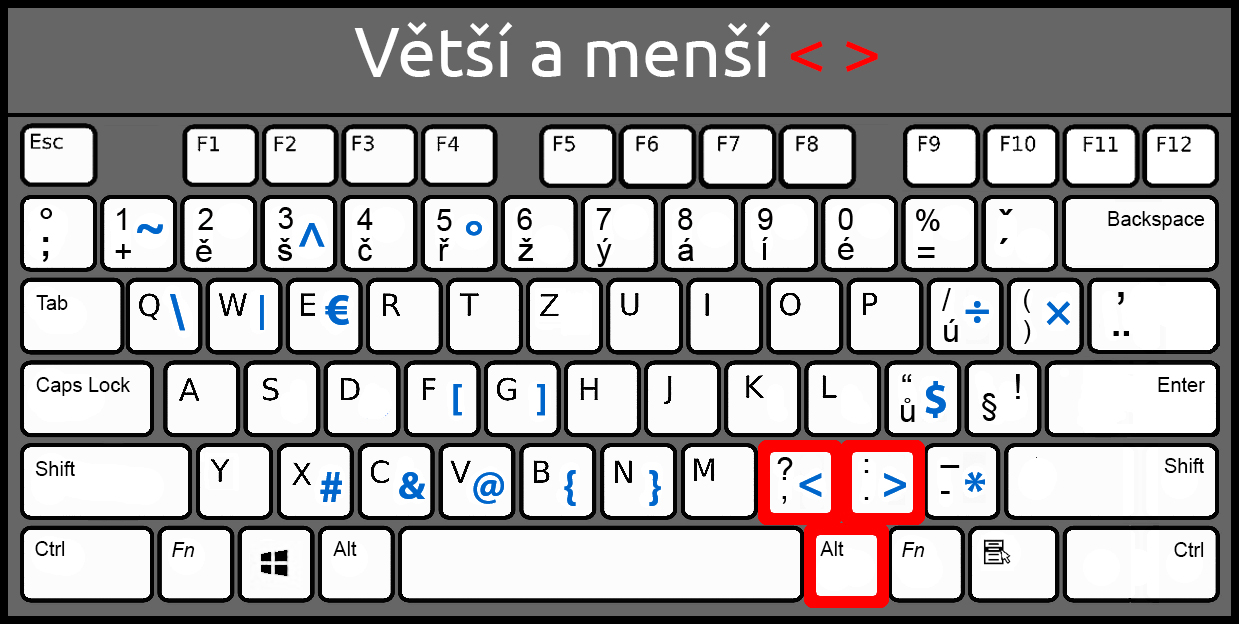 Větší a menší < >
Esc F1 F2 F3 F4 F5 F6 F7 F8 F9 F10 F11 F12
° 1 ~ 2 3 ^ 4 5 ° 6 7 8 9 0 % ˇ Backspace
; + ě š č ř ž ý á í é = ´
Tab Q \ W | E € R T Z U I O P / ÷ ( × ’
ú ) ¨
Caps Lock A S D F [ G ] H J K L “ $ ! Enter
ů §
Shift Y X # C & V @ B { N } M ? < : > – * Shift
, . -
Ctrl Fn Alt Alt Fn Ctrl